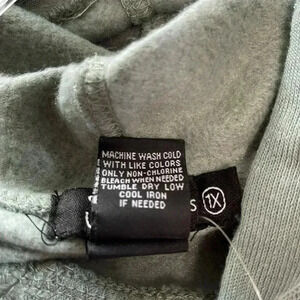 MACHINE WASH COLD
WITH LIKE COLORS
ONLY NON-CHLORINE
BLEACH WHEN NEEDED
TUMBLE DRY LOW
COOL IRON
IF NEEDED
S 1X